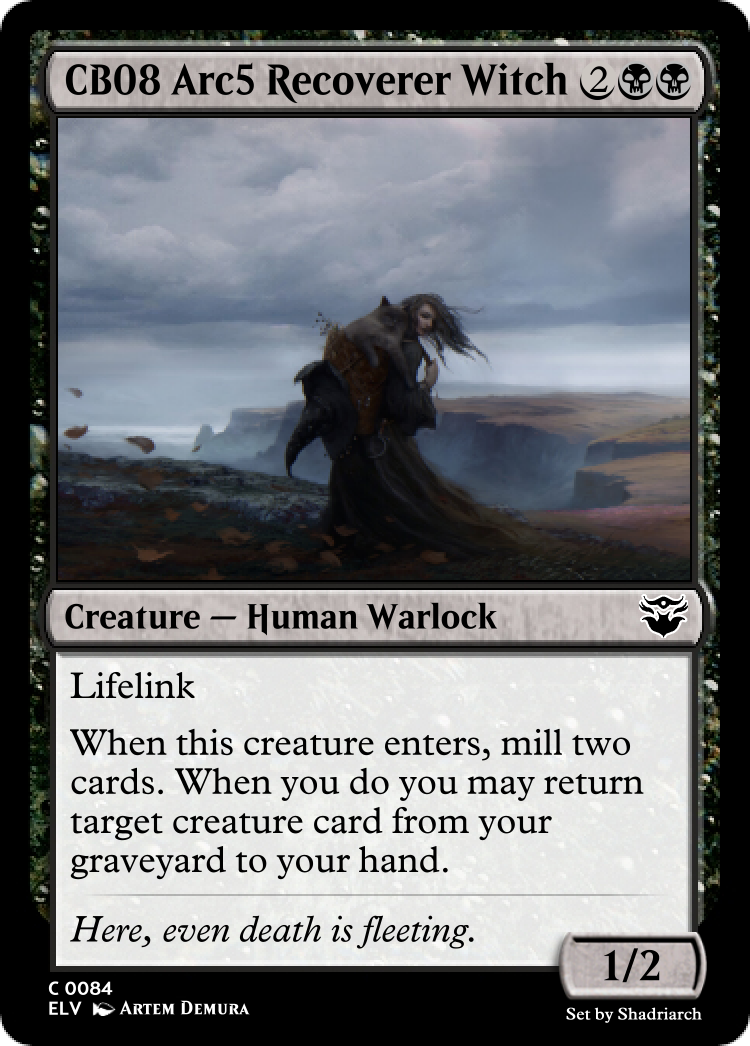 CB08 Arc5 Recoverer Witch 2
Creature — Human Warlock
Lifelink
When this creature enters, mill two
cards. When you do you may return
target creature card from your
graveyard to your hand.
Here, even death is fleeting.
1/2
C 0084
ELV Artem Demura
Set by Shadriarch